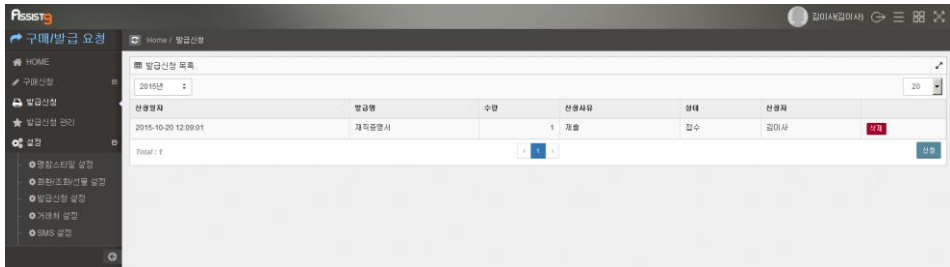 Assist9
김이사(김이사)
구매/발급 요청
Home / 발급신청
HOME
구매신청
발급신청
발급신청 관리
설정
명함스타일 설정
화환/조화/선물 설정
발급신청 설정
거래처 설정
SMS 설정
발급신청 목록
2015년
20
신청일자 발급명 수량 신청사유 상태 신청자
2015-10-20 12:09:01 재직증명서 1 제출 접수 김이사 삭제
Total : 1
1
신청